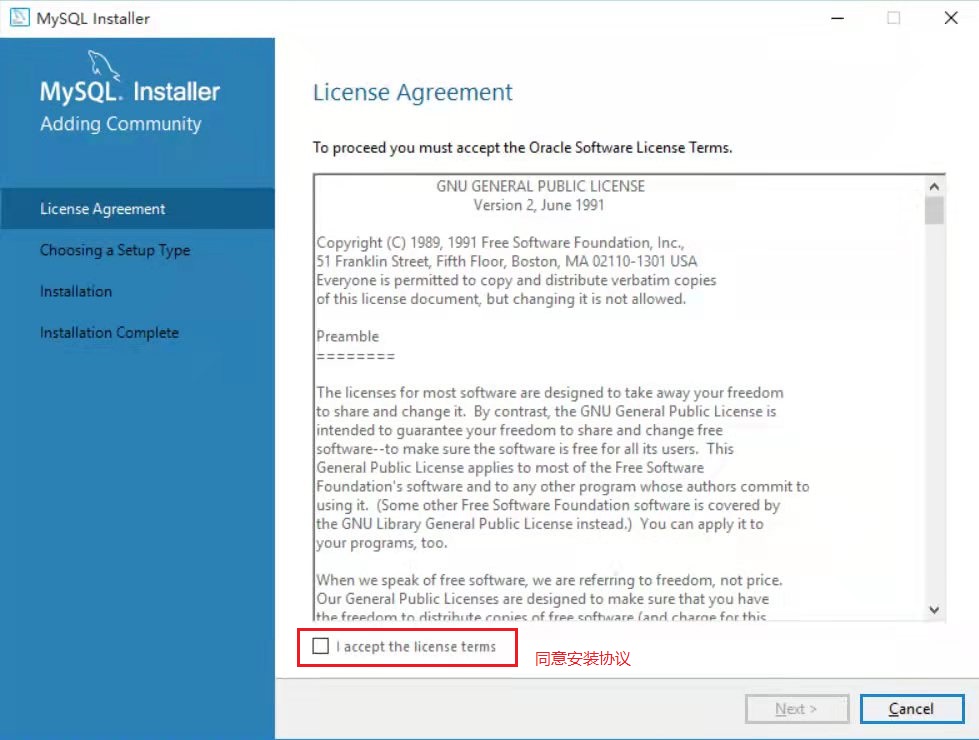 MySQL Installer
MySQL. Installer
Adding Community
License Agreement
Choosing a Setup Type
Installation
Installation Complete
License Agreement
To proceed you must accept the Oracle Software License Terms.
GNU GENERAL PUBLIC LICENSE
Version 2, June 1991
Copyright (C) 1989, 1991 Free Software Foundation, Inc.,
51 Franklin Street, Fifth Floor, Boston, MA 02110-1301 USA
Everyone is permitted to copy and distribute verbatim copies
of this license document, but changing it is not allowed.
Preamble
========
The licenses for most software are designed to take away your freedom
to share and change it.  By contrast, the GNU General Public License is
intended to guarantee your freedom to share and change free
software--to make sure the software is free for all its users.  This
General Public License applies to most of the Free Software
Foundation's software and to any other program whose authors commit to
using it.  (Some other Free Software Foundation software is covered by
the GNU Library General Public License instead.)  You can apply it to
your programs, too.
When we speak of free software, we are referring to freedom, not price.
Our General Public Licenses are designed to make sure that you have
the freedom to distribute copies of free software (and charge for this
I accept the license terms
同意安装协议
Next >
Cancel